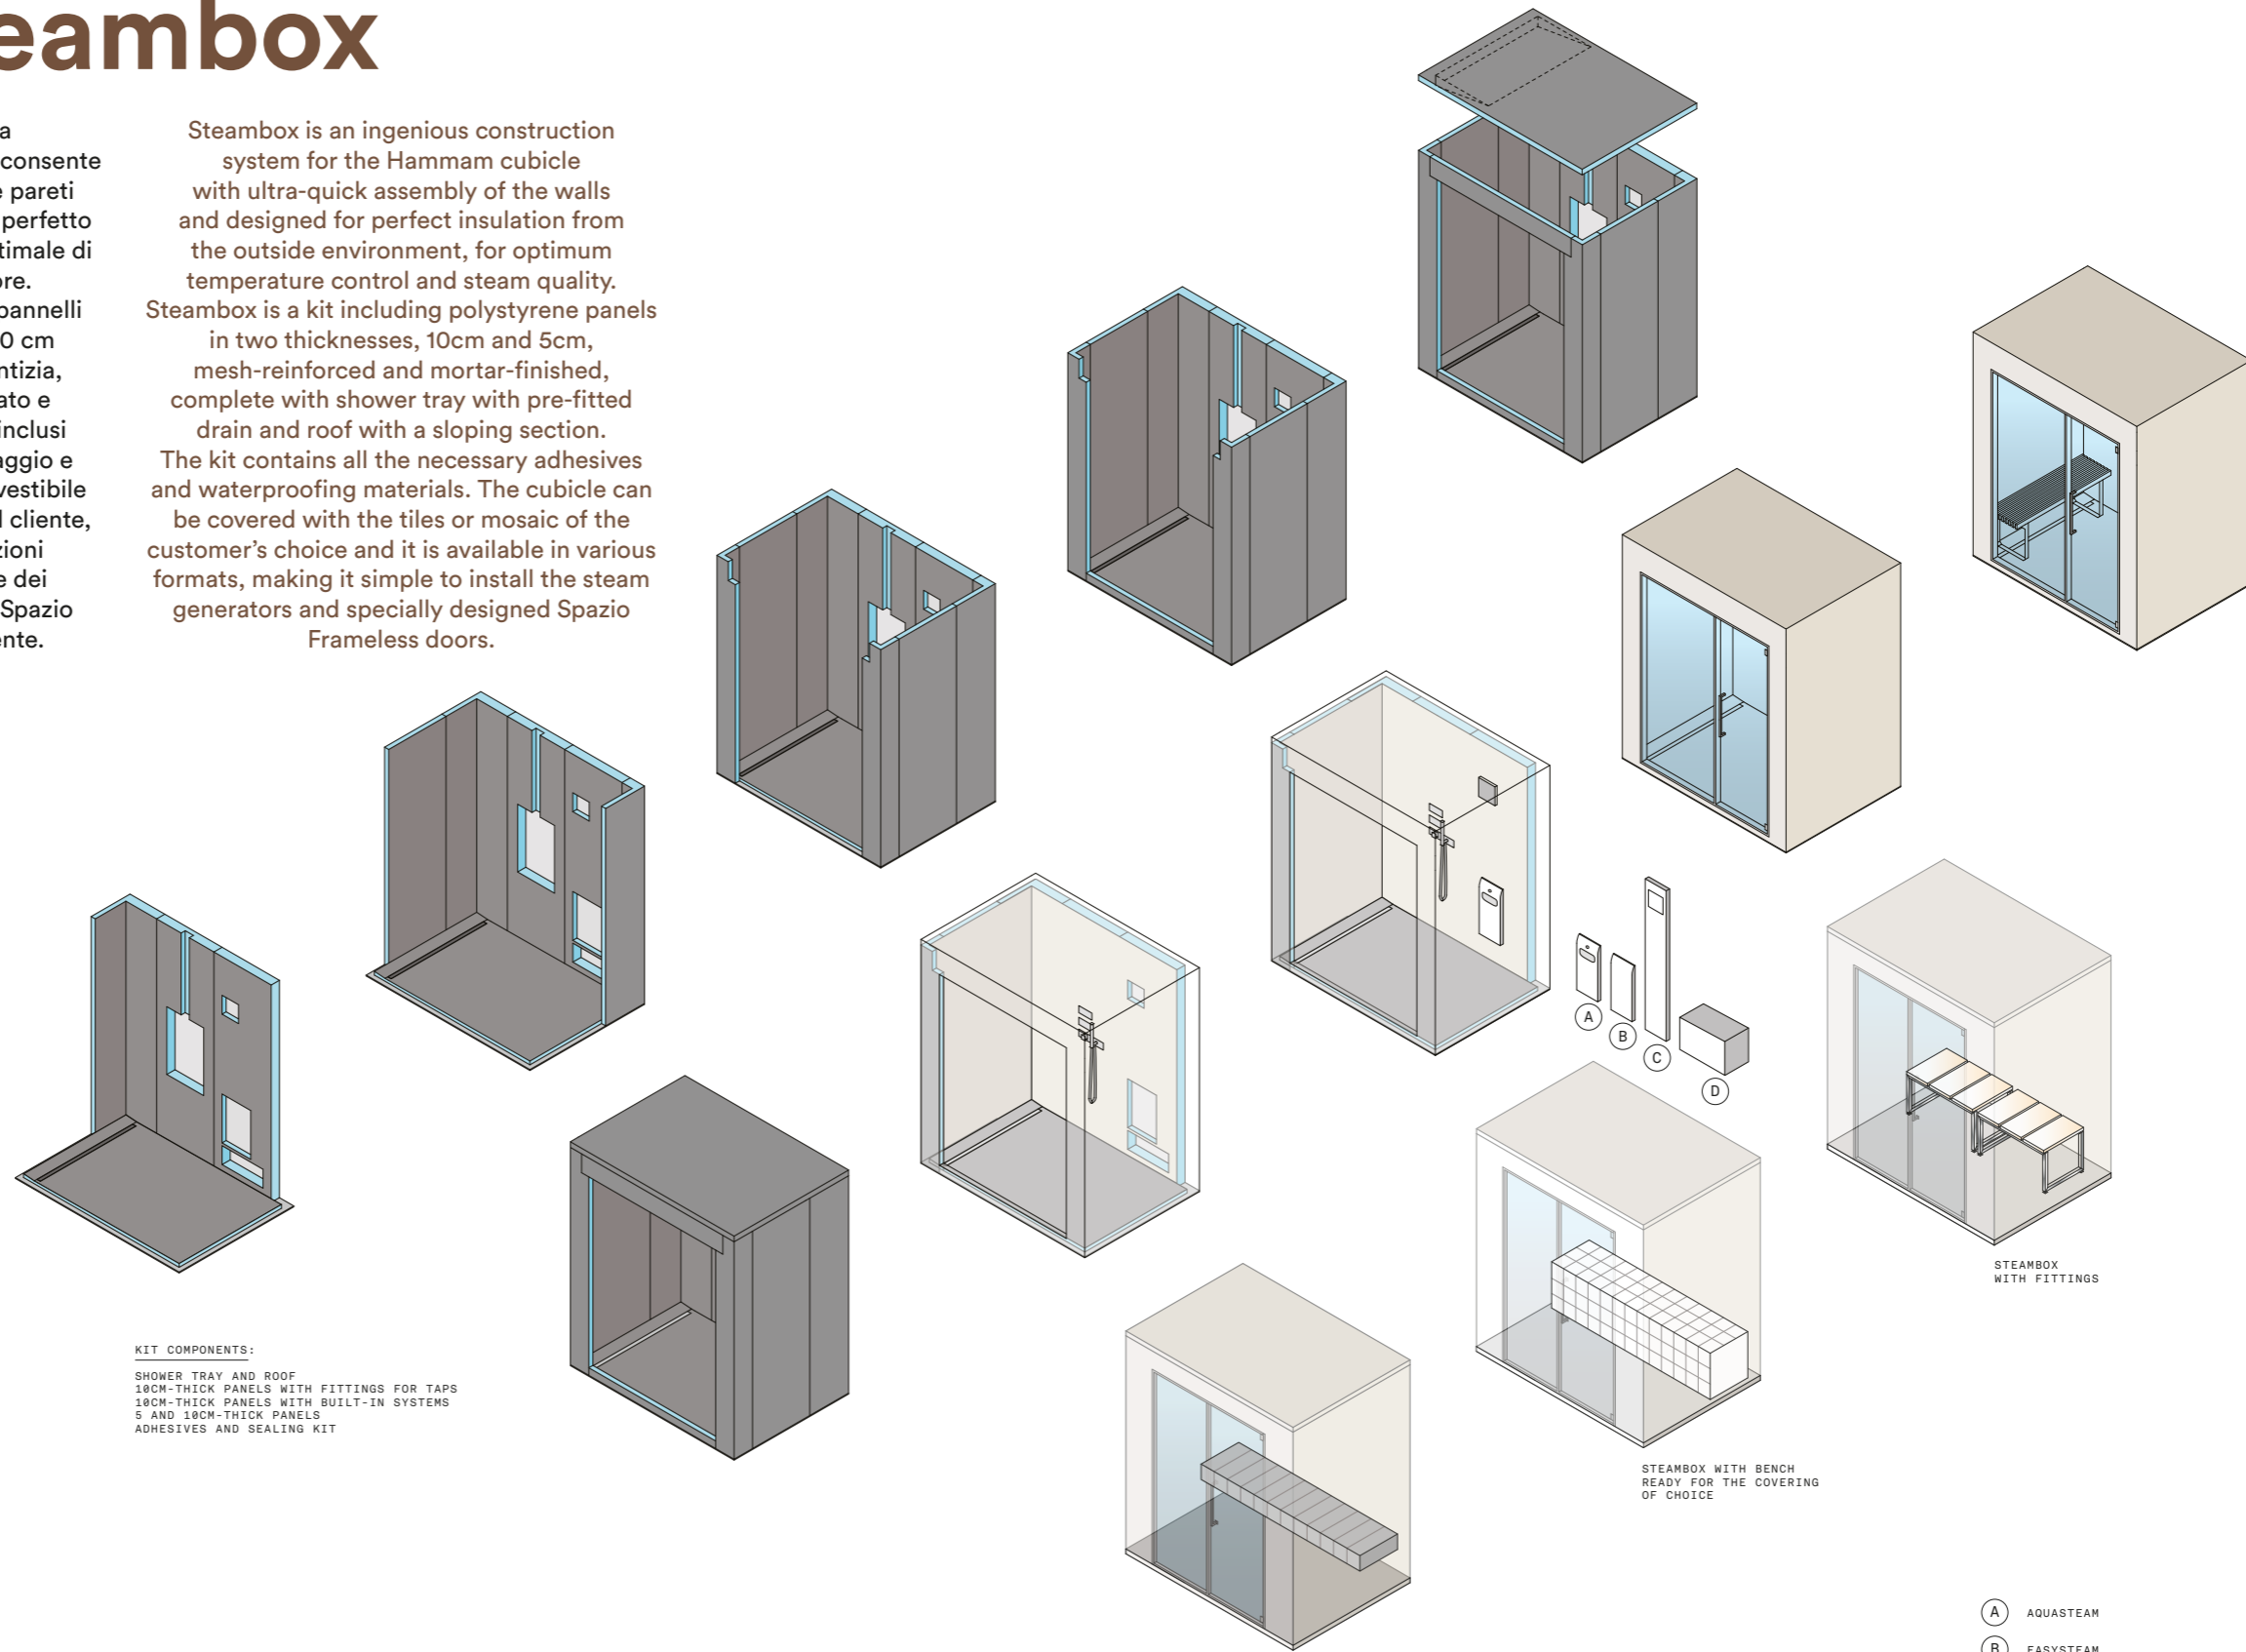 eambox
a
consente
e pareti
perfetto
timale di
ore.
pannelli
0 cm
ntizia,
ato e
inclusi
aggio e
vestibile
l cliente,
zioni
e dei
Spazio
ente.
Steambox is an ingenious construction
system for the Hammam cubicle
with ultra-quick assembly of the walls
and designed for perfect insulation from
the outside environment, for optimum
temperature control and steam quality.
Steambox is a kit including polystyrene panels
in two thicknesses, 10cm and 5cm,
mesh-reinforced and mortar-finished,
complete with shower tray with pre-fitted
drain and roof with a sloping section.
The kit contains all the necessary adhesives
and waterproofing materials. The cubicle can
be covered with the tiles or mosaic of the
customer's choice and it is available in various
formats, making it simple to install the steam
generators and specially designed Spazio
Frameless doors.
A
B
C
D
STEAMBOX
WITH FITTINGS
KIT COMPONENTS:
SHOWER TRAY AND ROOF
10CM-THICK PANELS WITH FITTINGS FOR TAPS
10CM-THICK PANELS WITH BUILT-IN SYSTEMS
5 AND 10CM-THICK PANELS
ADHESIVES AND SEALING KIT
STEAMBOX WITH BENCH
READY FOR THE COVERING
OF CHOICE
A AQUASTEAM
B EASYSTEAM